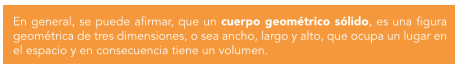 En general, se puede afirmar, que un cuerpo geométrico sólido, es una figura
geométrica de tres dimensiones, o sea ancho, largo y alto, que ocupa un lugar en
el espacio y en consecuencia tiene un volumen.